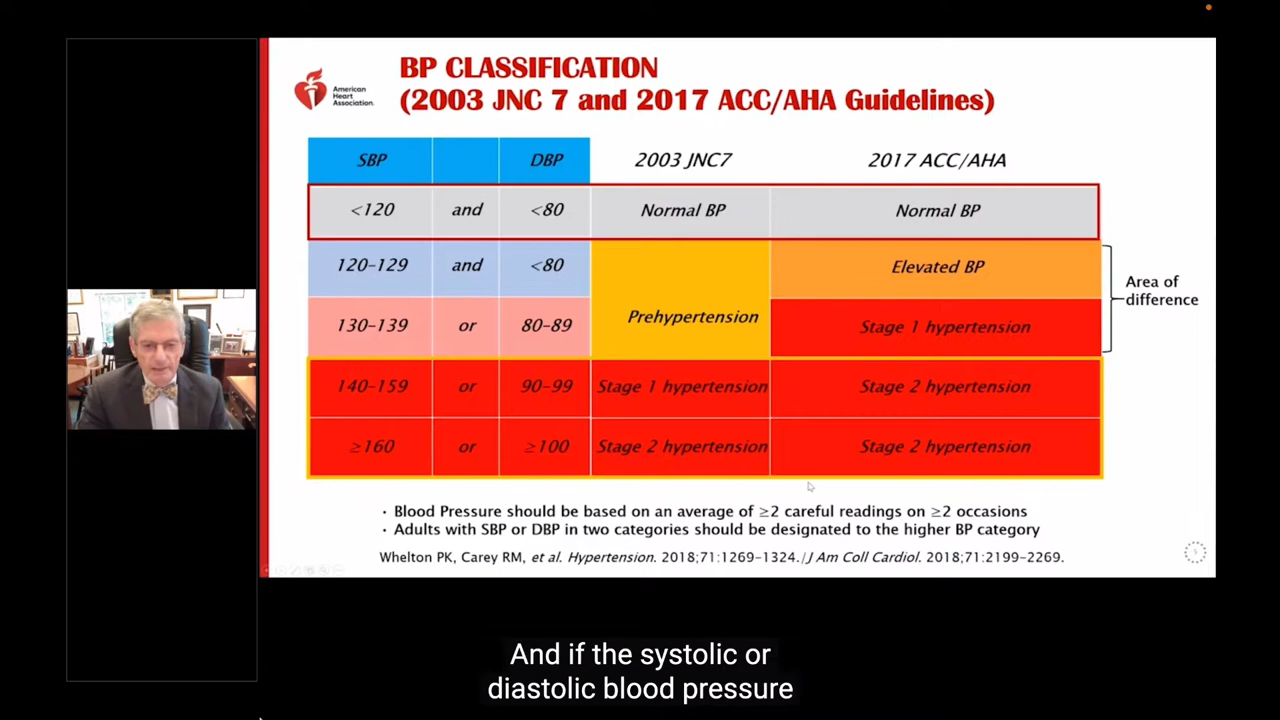 American
Heart
Association.
BP CLASSIFICATION
(2003 JNC 7 and 2017 ACC/AHA Guidelines)
SBP DBP 2003 JNC7 2017 ACC/AHA
<120 and <80 Normal BP Normal BP
120-129 and <80 Elevated BP
Prehypertension
130-139 or 80-89 Stage 1 hypertension
Area of
difference
140-159 or 90-99 Stage 1 hypertension Stage 2 hypertension
≥160 or ≥100 Stage 2 hypertension Stage 2 hypertension
· Blood Pressure should be based on an average of ≥2 careful readings on ≥2 occasions
· Adults with SBP or DBP in two categories should be designated to the higher BP category
Whelton PK, Carey RM, et al. Hypertension. 2018;71:1269-1324./J Am Coll Cardiol. 2018;71:2199-2269.
And if the systolic or
diastolic blood pressure